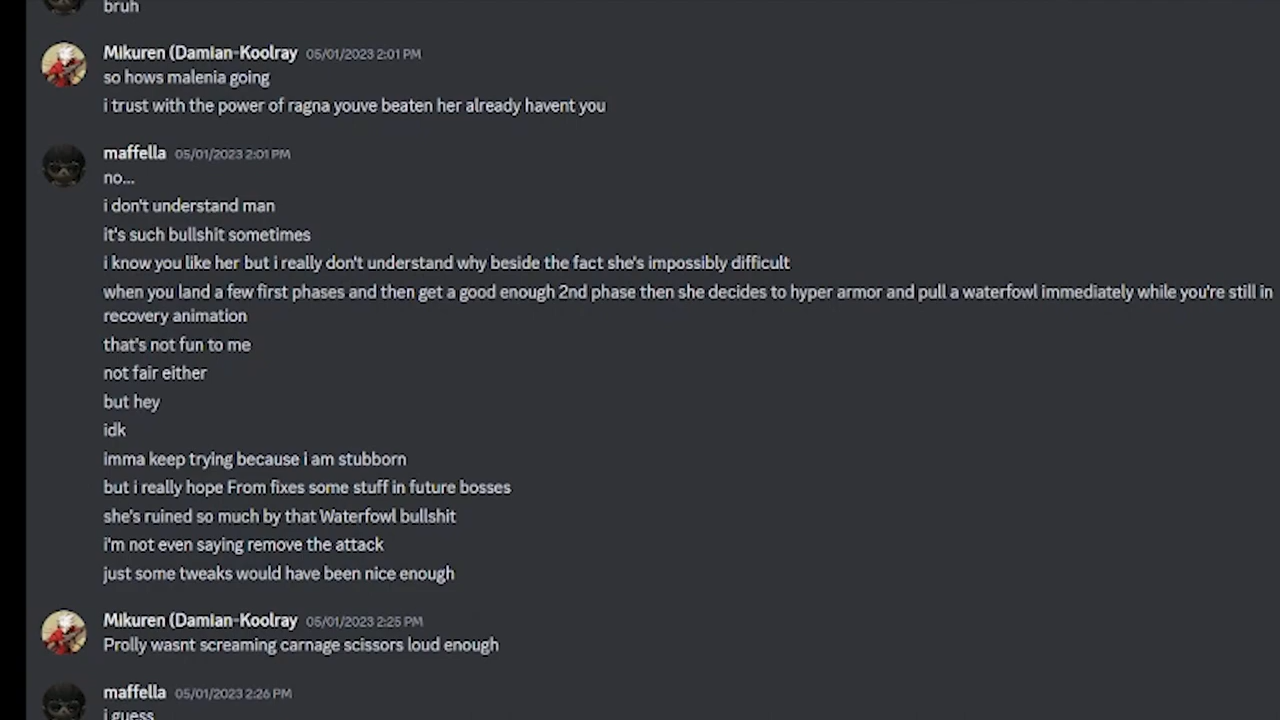 bruh
Mikuren (Damian-Koolray 05/01/2023 2:01 PM
so hows malenia going
i trust with the power of ragna youve beaten her already havent you
maffella 05/01/2023 2:01 PM
no...
i don't understand man
it's such bullshit sometimes
i know you like her but i really don't understand why beside the fact she's impossibly difficult
when you land a few first phases and then get a good enough 2nd phase then she decides to hyper armor and pull a waterfowl immediately while you're still in
recovery animation
that's not fun to me
not fair either
but hey
idk
imma keep trying because i am stubborn
but i really hope From fixes some stuff in future bosses
she's ruined so much by that Waterfowl bullshit
i'm not even saying remove the attack
just some tweaks would have been nice enough
Mikuren (Damian-Koolray 05/01/2023 2:25 PM
Prolly wasnt screaming carnage scissors loud enough
maffella 05/01/2023 2:26 PM
i guess